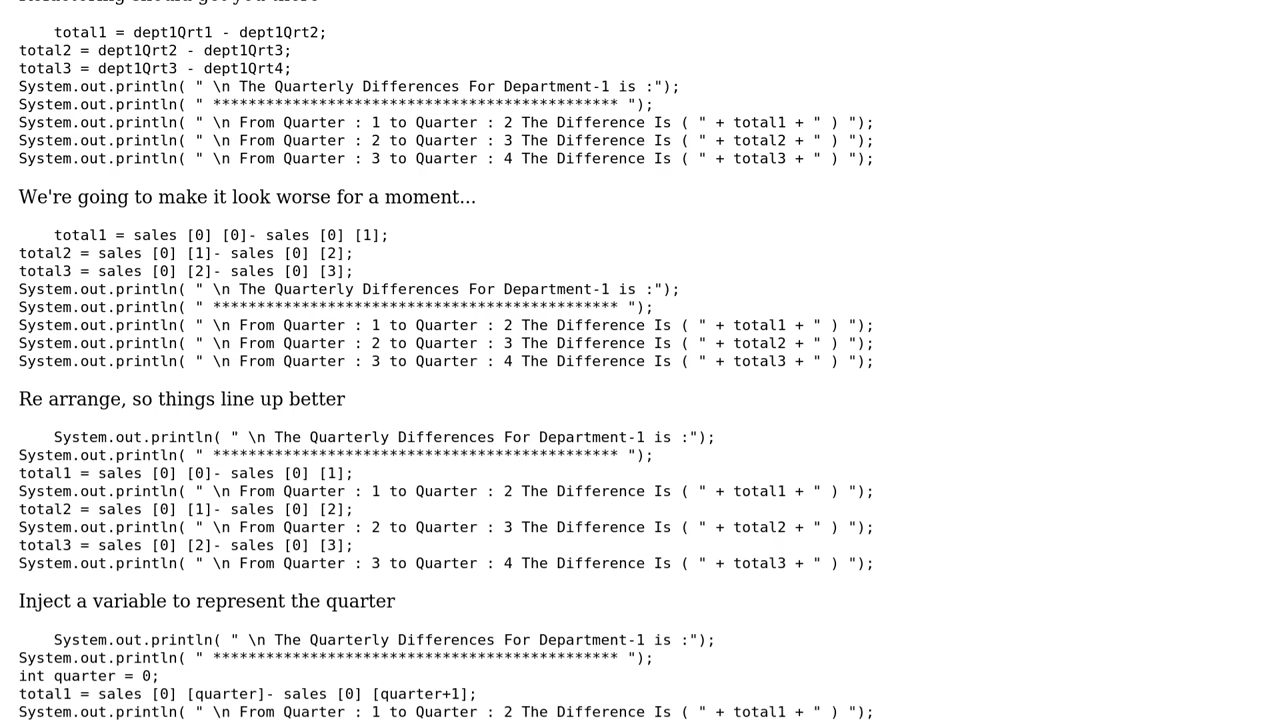 total1 = dept1Qrt1 - dept1Qrt2;
total2 = dept1Qrt2 - dept1Qrt3;
total3 = dept1Qrt3 - dept1Qrt4;
System.out.println( " \n The Quarterly Differences For Department-1 is :");
System.out.println( " ********************************************** ");
System.out.println( " \n From Quarter : 1 to Quarter : 2 The Difference Is ( " + total1 + " ) ");
System.out.println( " \n From Quarter : 2 to Quarter : 3 The Difference Is ( " + total2 + " ) ");
System.out.println( " \n From Quarter : 3 to Quarter : 4 The Difference Is ( " + total3 + " ) ");
We're going to make it look worse for a moment...
total1 = sales [0] [0]- sales [0] [1];
total2 = sales [0] [1]- sales [0] [2];
total3 = sales [0] [2]- sales [0] [3];
System.out.println( " \n The Quarterly Differences For Department-1 is :");
System.out.println( " ********************************************** ");
System.out.println( " \n From Quarter : 1 to Quarter : 2 The Difference Is ( " + total1 + " ) ");
System.out.println( " \n From Quarter : 2 to Quarter : 3 The Difference Is ( " + total2 + " ) ");
System.out.println( " \n From Quarter : 3 to Quarter : 4 The Difference Is ( " + total3 + " ) ");
Re arrange, so things line up better
System.out.println( " \n The Quarterly Differences For Department-1 is :");
System.out.println( " ********************************************** ");
total1 = sales [0] [0]- sales [0] [1];
System.out.println( " \n From Quarter : 1 to Quarter : 2 The Difference Is ( " + total1 + " ) ");
total2 = sales [0] [1]- sales [0] [2];
System.out.println( " \n From Quarter : 2 to Quarter : 3 The Difference Is ( " + total2 + " ) ");
total3 = sales [0] [2]- sales [0] [3];
System.out.println( " \n From Quarter : 3 to Quarter : 4 The Difference Is ( " + total3 + " ) ");
Inject a variable to represent the quarter
System.out.println( " \n The Quarterly Differences For Department-1 is :");
System.out.println( " ********************************************** ");
int quarter = 0;
total1 = sales [0] [quarter]- sales [0] [quarter+1];
System.out.println( " \n From Quarter : 1 to Quarter : 2 The Difference Is ( " + total1 + " ) ");